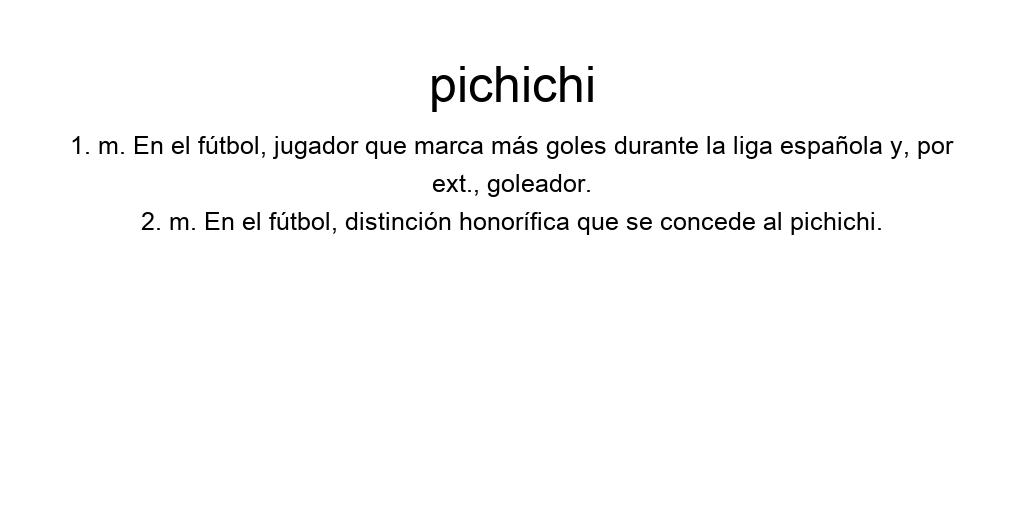 pichichi
1. m. En el fútbol, jugador que marca más goles durante la liga española y, por
ext., goleador.
2. m. En el fútbol, distinción honorífica que se concede al pichichi.